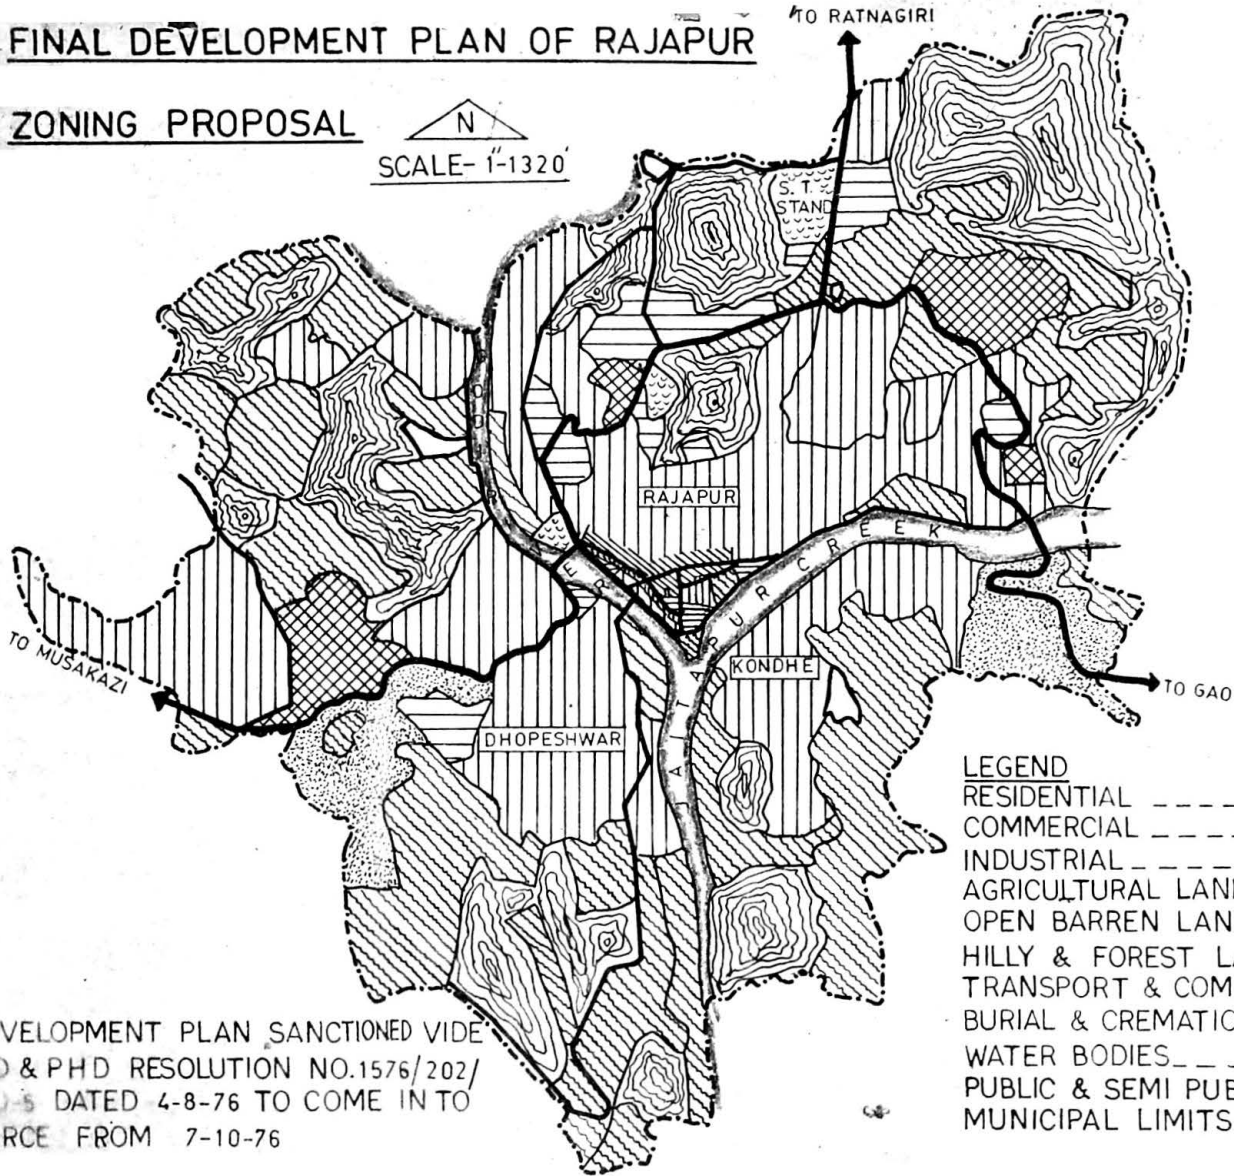 TO RATNAGIRI
FINAL DEVELOPMENT PLAN OF RAJAPUR
ZONING PROPOSAL
N
SCALE- 1"-1320'
S. T.
STAND
RAJAPUR
JAITAPUR CREEK
KONDHE
DHOPESHWAR
TO MUSAKAZI
TO GAO
LEGEND
RESIDENTIAL ----
COMMERCIAL ----
INDUSTRIAL ----
AGRICULTURAL LAN
OPEN BARREN LAN
HILLY & FOREST LA
TRANSPORT & COM
BURIAL & CREMATIO
WATER BODIES ---
PUBLIC & SEMI PUB
MUNICIPAL LIMITS
VELOPMENT PLAN SANCTIONED VIDE
& PHD RESOLUTION NO.1576/202/
DATED 4-8-76 TO COME IN TO
RCE FROM 7-10-76